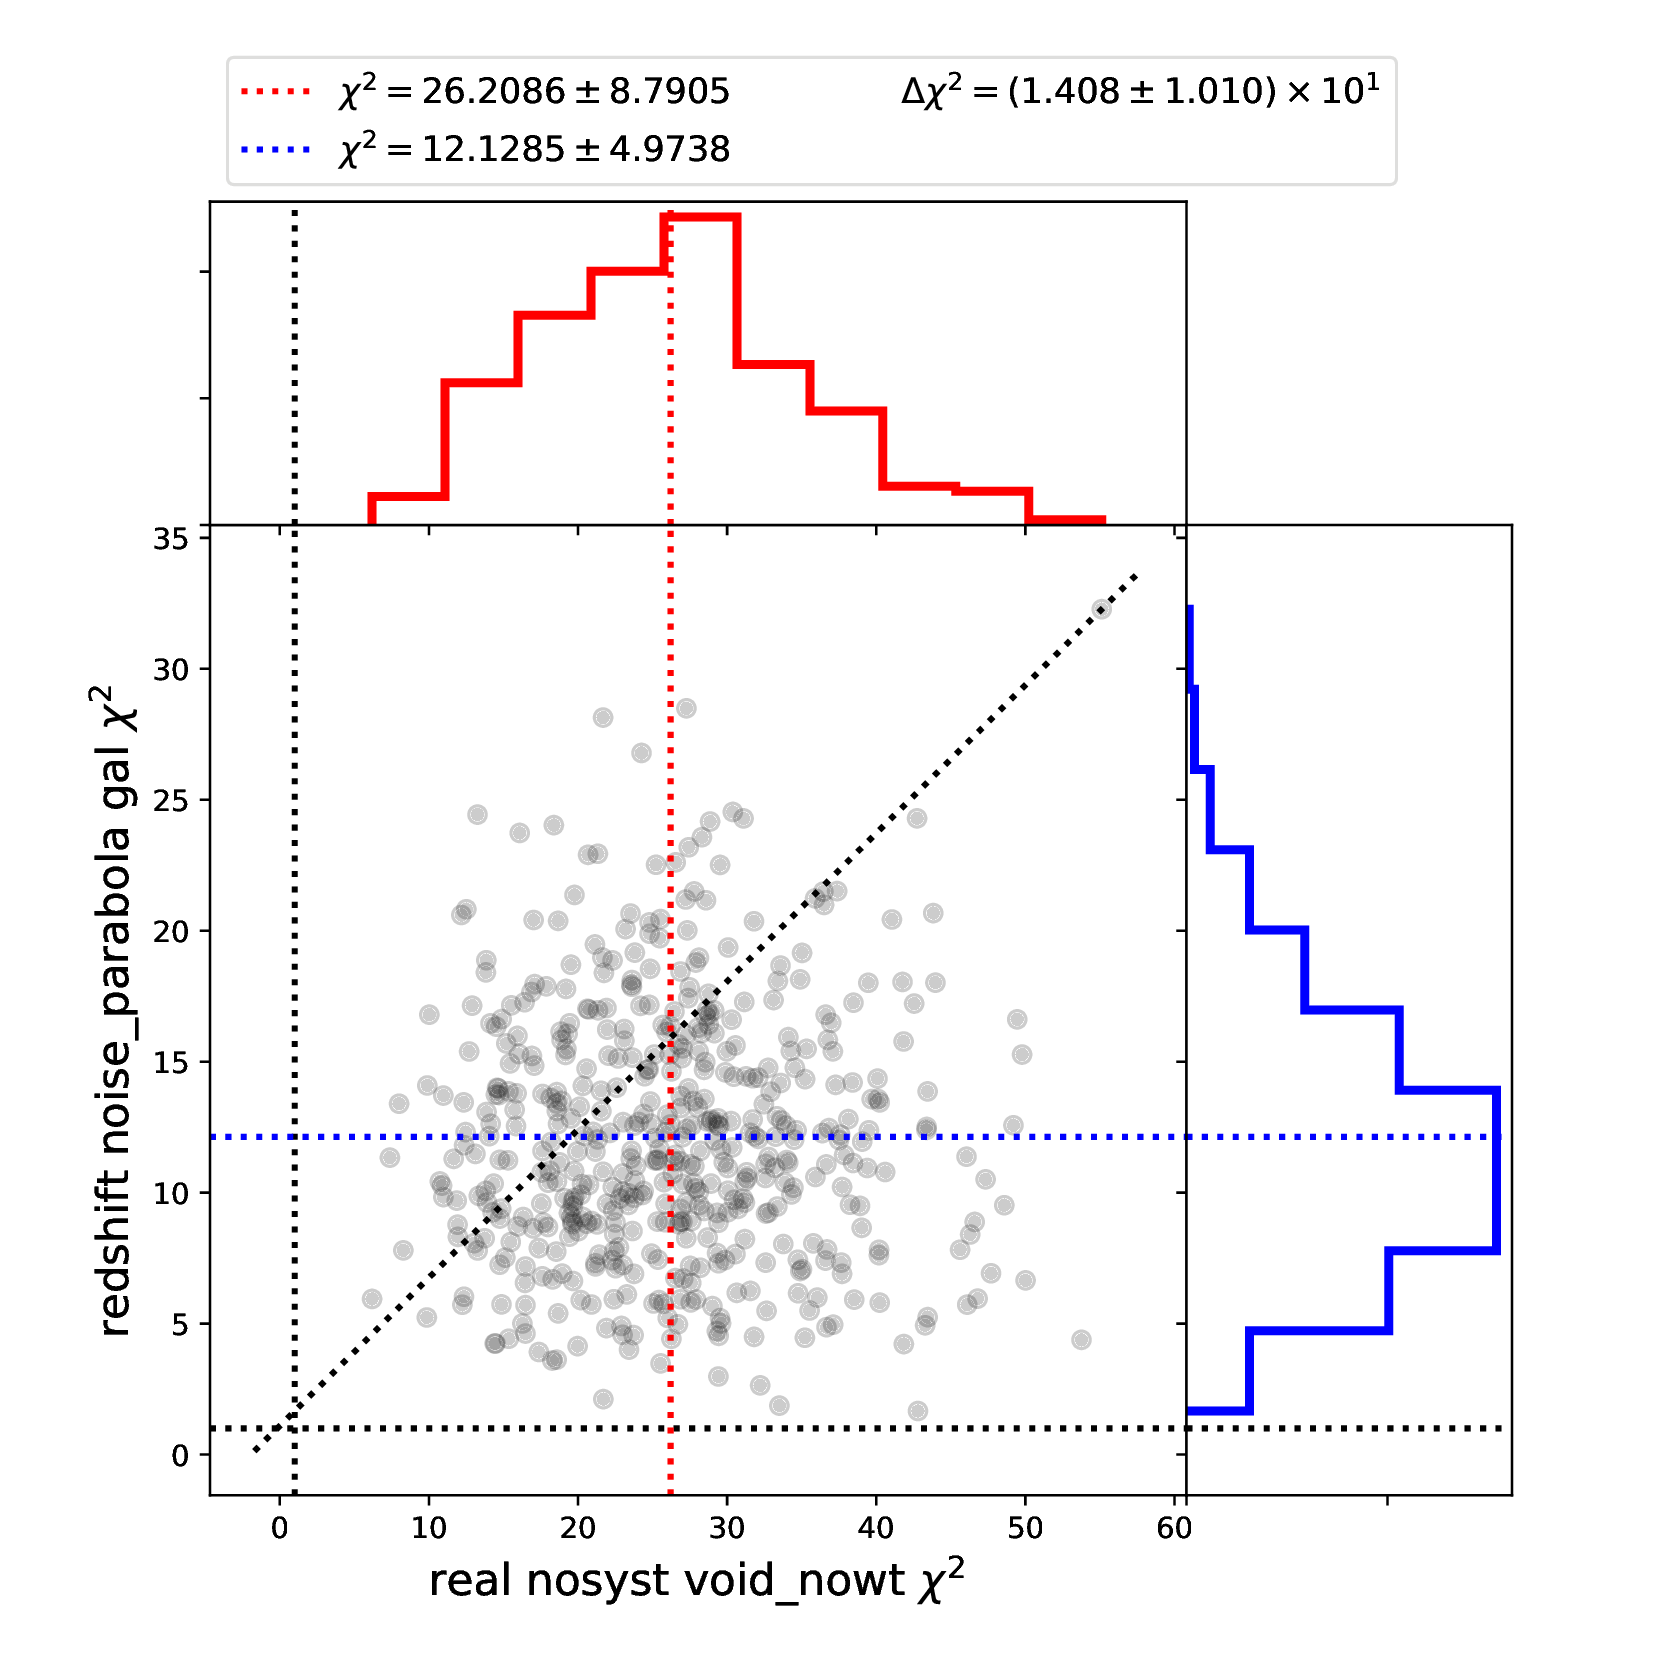 χ² = 26.2086 ± 8.7905
χ² = 12.1285 ± 4.9738
Δχ² = (1.408 ± 1.010) × 10¹
35
30
25
20
15
10
5
0
redshift noise_parabola gal χ²
0 10 20 30 40 50 60
real nosyst void_nowt χ²